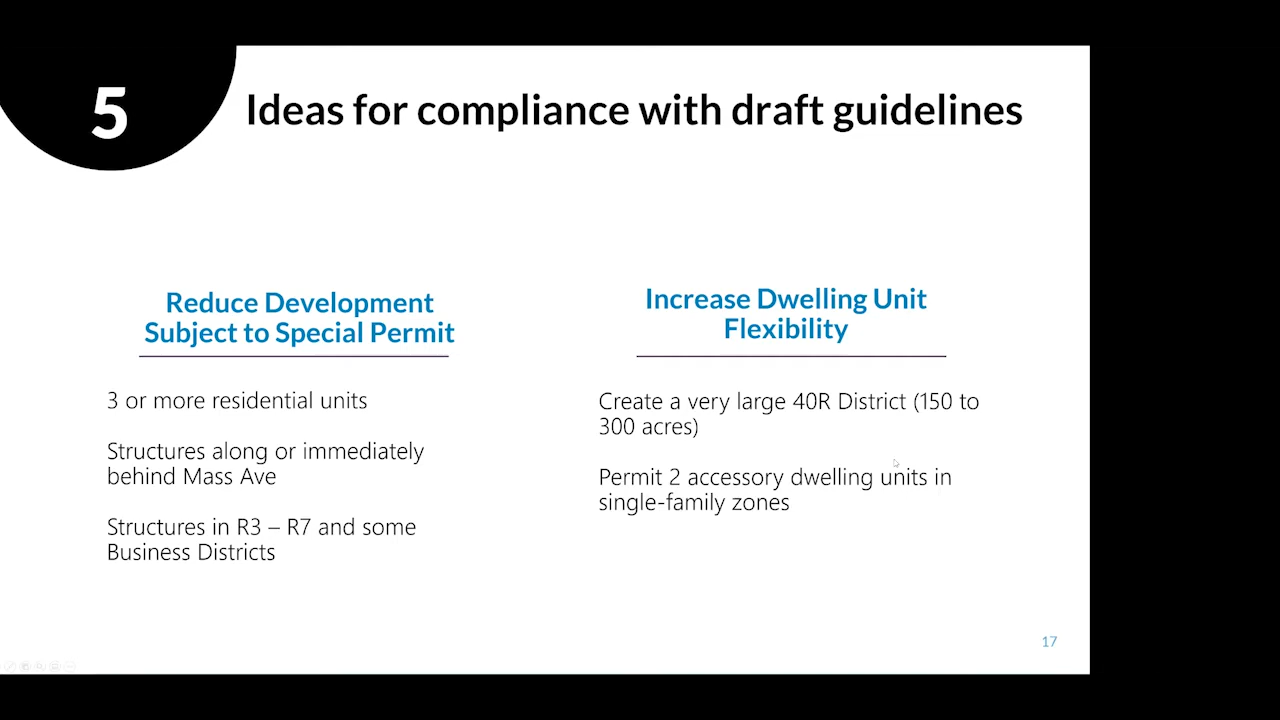 5
Ideas for compliance with draft guidelines
Reduce Development
Subject to Special Permit
3 or more residential units
Structures along or immediately
behind Mass Ave
Structures in R3 – R7 and some
Business Districts
Increase Dwelling Unit
Flexibility
Create a very large 40R District (150 to
300 acres)
Permit 2 accessory dwelling units in
single-family zones
17